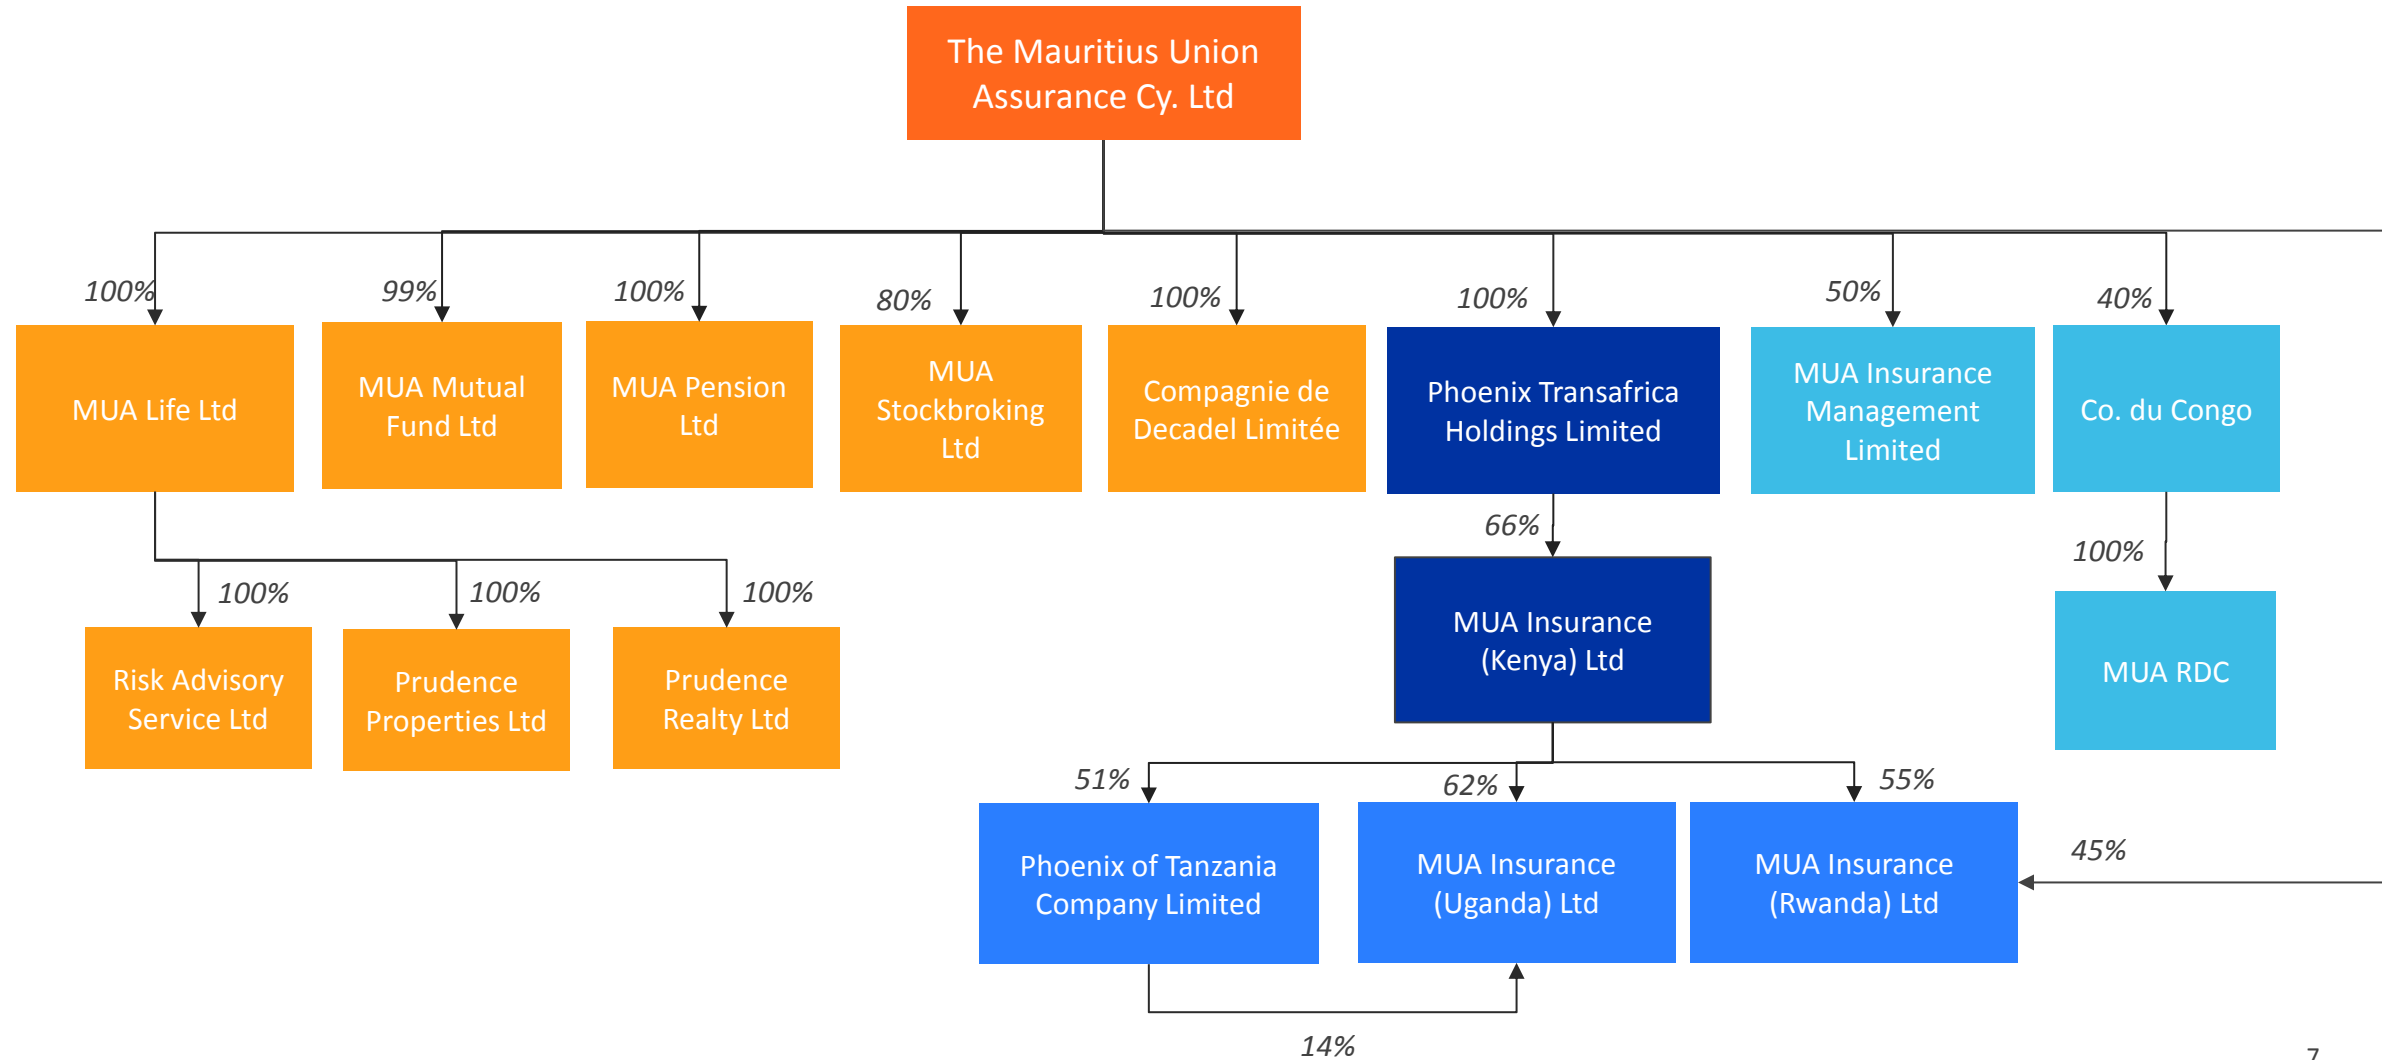 The Mauritius Union
Assurance Cy. Ltd
100%
99%
100%
80%
100%
100%
50%
40%
MUA Life Ltd
MUA Mutual
Fund Ltd
MUA Pension
Ltd
MUA
Stockbroking
Ltd
Compagnie de
Decadel Limitée
Phoenix Transafrica
Holdings Limited
MUA Insurance
Management
Limited
Co. du Congo
66%
100%
100%
100%
100%
Risk Advisory
Service Ltd
Prudence
Properties Ltd
Prudence
Realty Ltd
MUA Insurance
(Kenya) Ltd
MUA RDC
51%
62%
55%
Phoenix of Tanzania
Company Limited
MUA Insurance
(Uganda) Ltd
MUA Insurance
(Rwanda) Ltd
45%
14%
7